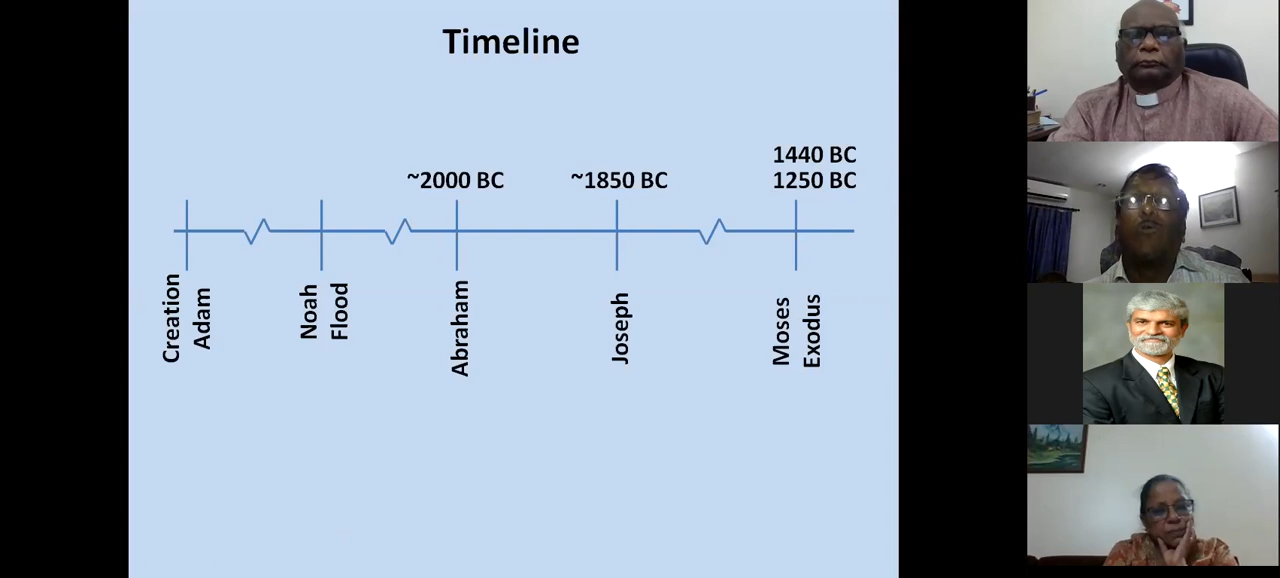 Timeline
~2000 BC
~1850 BC
1440 BC
1250 BC
Creation
Adam
Noah
Flood
Abraham
Joseph
Moses
Exodus